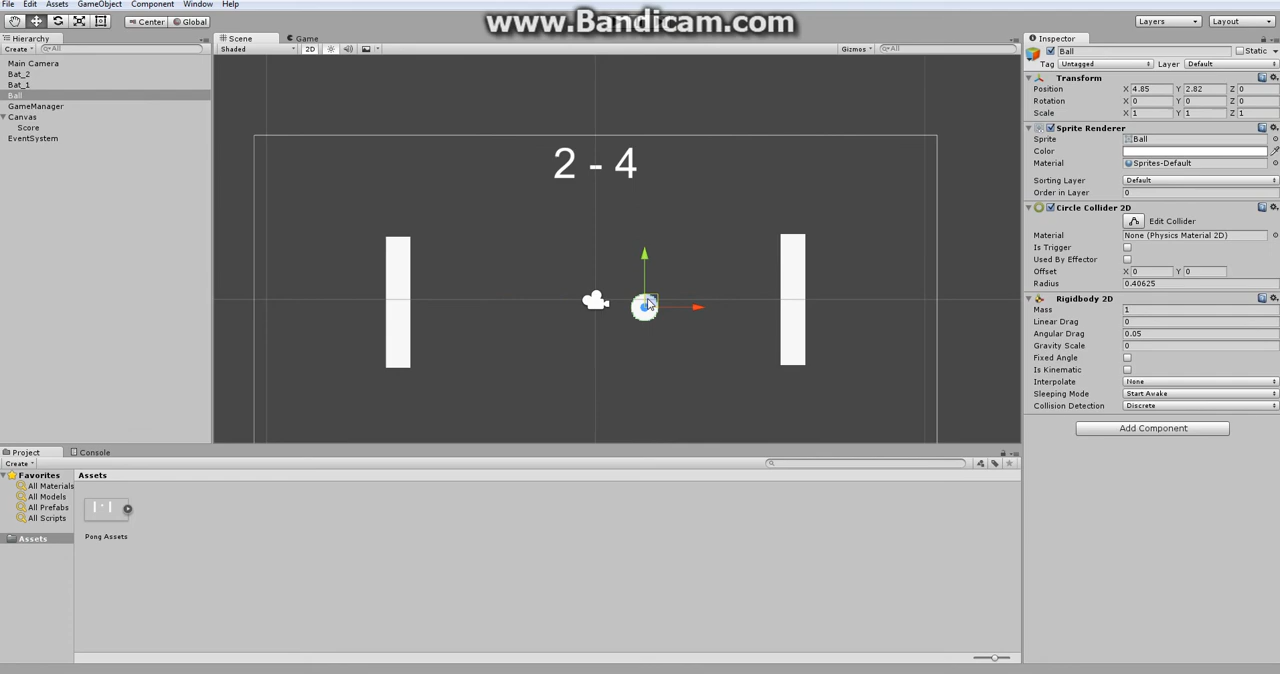 File Edit Assets GameObject Component Window Help
www.Bandicam.com
Center Global Layers Layout
Hierarchy Scene Game Inspector
Create All Shaded 2D Gizmos All Ball Static
Tag Untagged Layer Default
Main Camera
Bat_2
Bat_1
Ball
GameManager
Canvas
Score
EventSystem
2 - 4
Transform
Position X 4.85 Y 2.82 Z 0
Rotation X 0 Y 0 Z 0
Scale X 1 Y 1 Z 1
Sprite Renderer
Sprite Ball
Color
Material Sprites-Default
Sorting Layer Default
Order in Layer 0
Circle Collider 2D
Edit Collider
Material None (Physics Material 2D)
Is Trigger
Used By Effector
Offset X 0 Y 0
Radius 0.40625
Rigidbody 2D
Mass 1
Linear Drag 0
Angular Drag 0.05
Gravity Scale 0
Fixed Angle
Is Kinematic
Interpolate None
Sleeping Mode Start Awake
Collision Detection Discrete
Add Component
Project Console
Create
Favorites Assets
All Materials
All Models
All Prefabs
All Scripts
Assets
Pong Assets